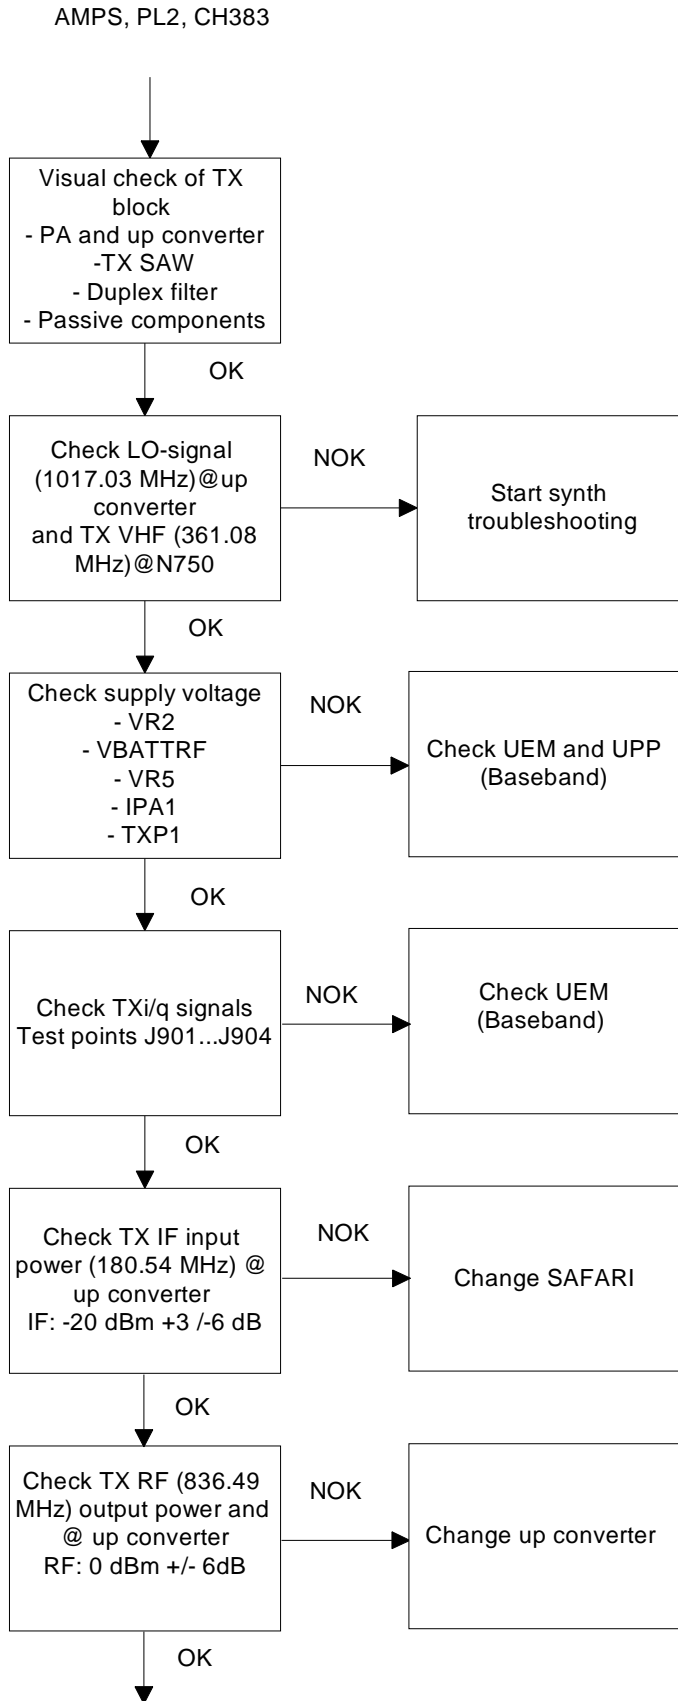 AMPS, PL2, CH383
Visual check of TX
block
- PA and up converter
-TX SAW
- Duplex filter
- Passive components
OK
Check LO-signal
(1017.03 MHz)@up
converter
and TX VHF (361.08
MHz)@N750
NOK
Start synth
troubleshooting
OK
Check supply voltage
- VR2
- VBATTRF
- VR5
- IPA1
- TXP1
NOK
Check UEM and UPP
(Baseband)
OK
Check TXi/q signals
Test points J901...J904
NOK
Check UEM
(Baseband)
OK
Check TX IF input
power (180.54 MHz) @
up converter
IF: -20 dBm +3 /-6 dB
NOK
Change SAFARI
OK
Check TX RF (836.49
MHz) output power and
@ up converter
RF: 0 dBm +/- 6dB
NOK
Change up converter
OK